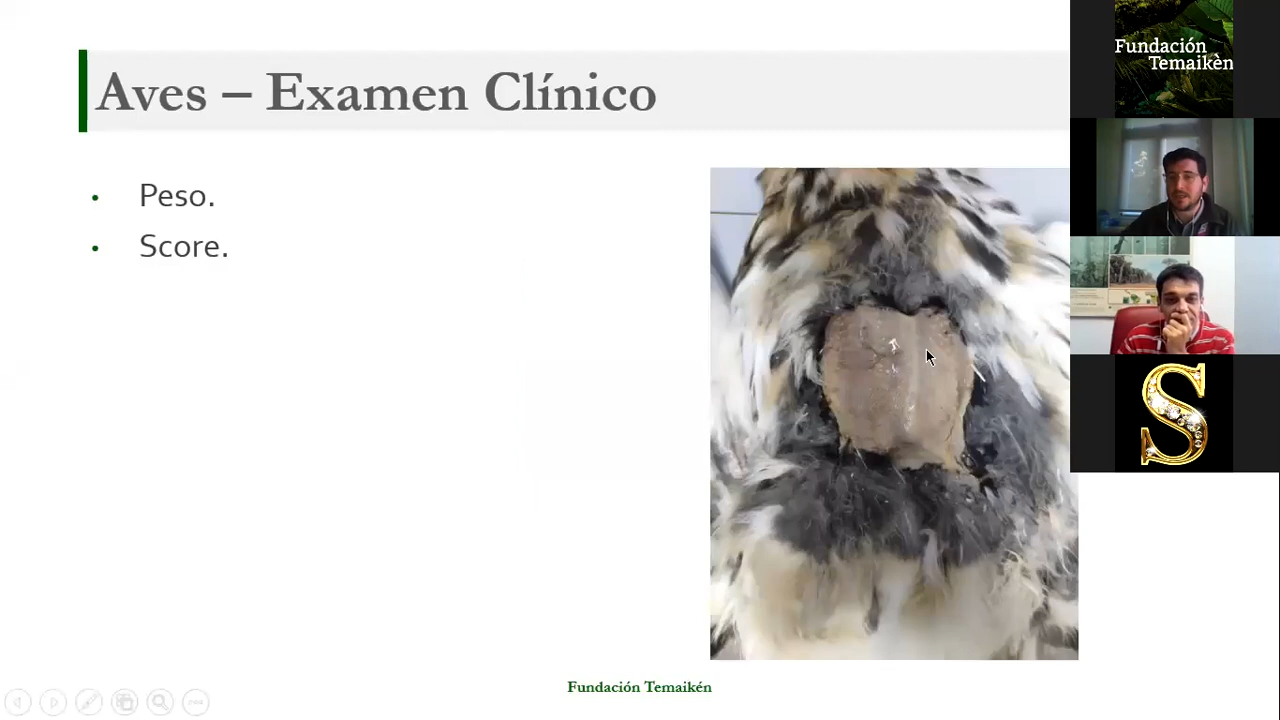 Aves – Examen Clínico
• Peso.
• Score.
Fundación Temaikén
Fundación
Temaikèn
S